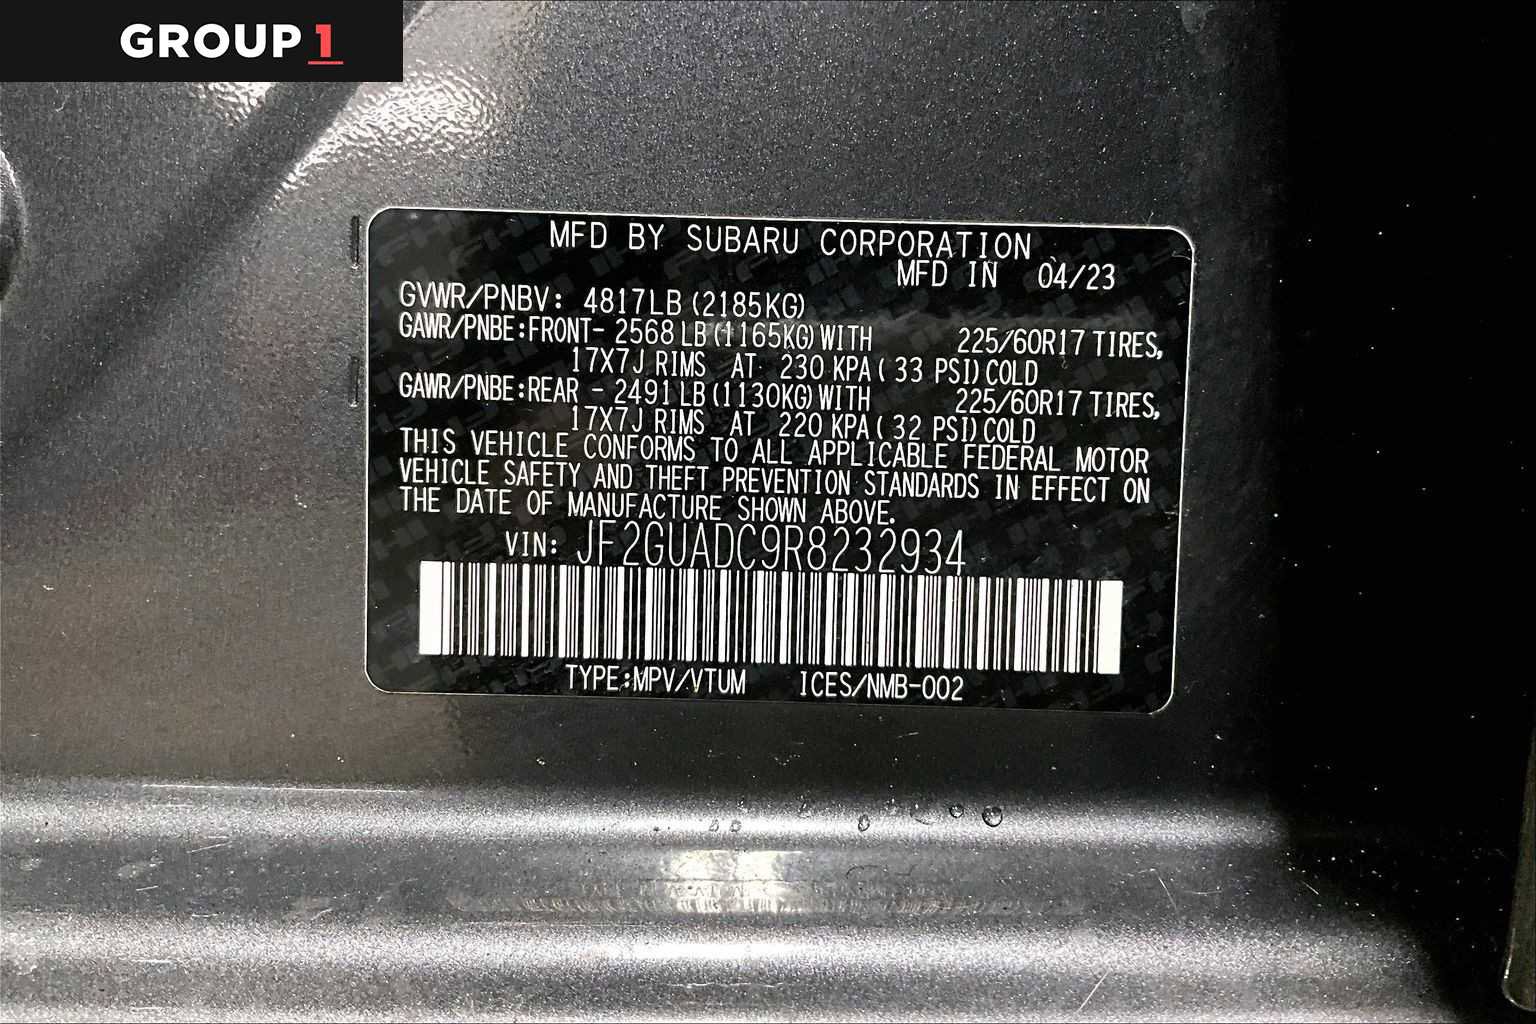 GROUP 1
MFD BY SUBARU CORPORATION
MFD IN 04/23
GVWR/PNBV: 4817LB (2185KG)
GAWR/PNBE:FRONT- 2568 LB (1165KG) WITH 225/60R17 TIRES,
17X7J RIMS AT 230 KPA ( 33 PSI) COLD
GAWR/PNBE:REAR - 2491 LB (1130KG) WITH 225/60R17 TIRES,
17X7J RIMS AT 220 KPA ( 32 PSI) COLD
THIS VEHICLE CONFORMS TO ALL APPLICABLE FEDERAL MOTOR
VEHICLE SAFETY AND THEFT PREVENTION STANDARDS IN EFFECT ON
THE DATE OF MANUFACTURE SHOWN ABOVE.
VIN: JF2GUADC9R8232934
TYPE:MPV/VTUM ICES/NMB-002